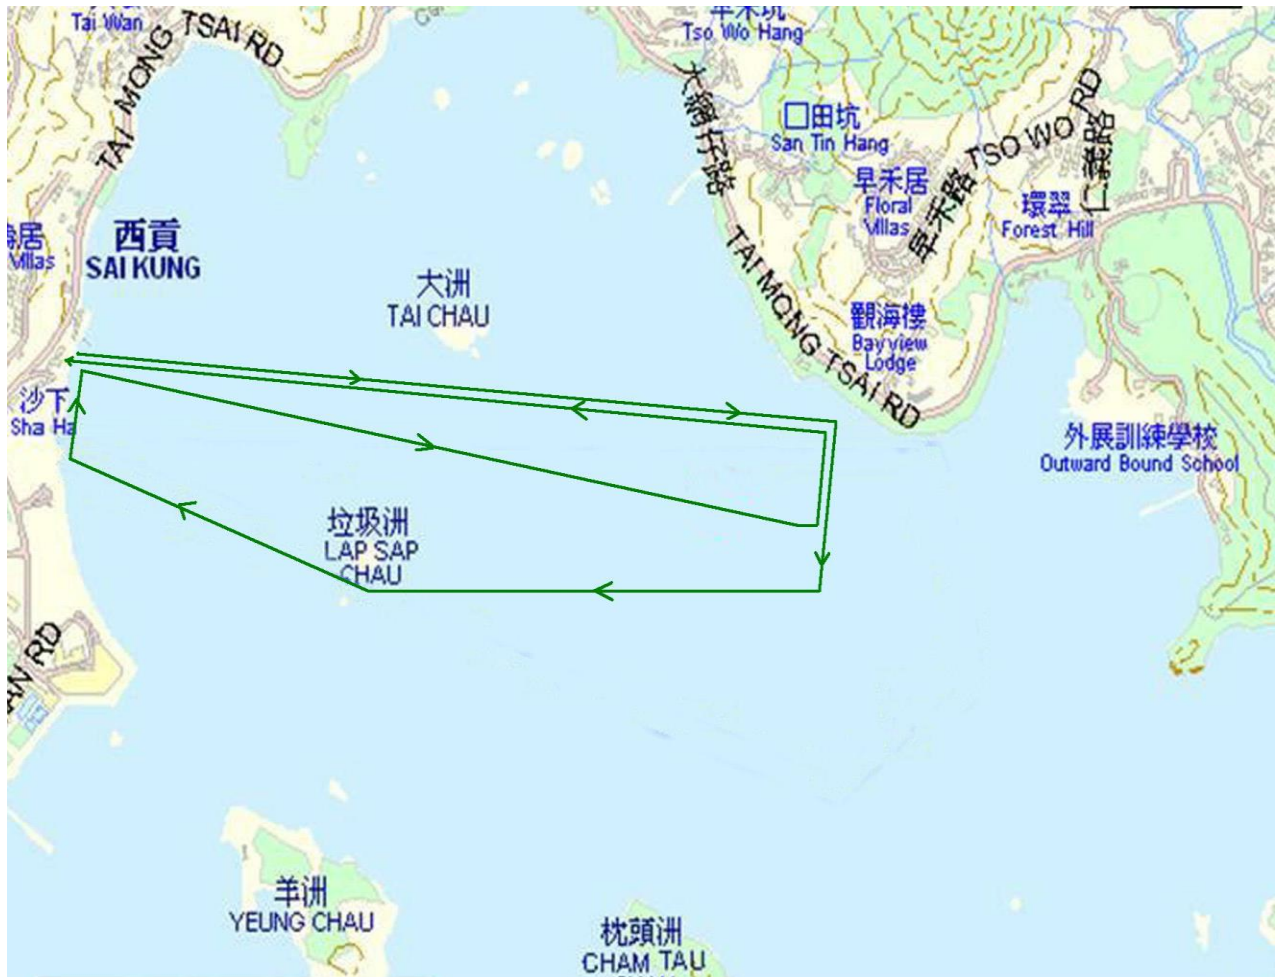 Tai Wan
TAI MONG TSAI RD
Tso Wo Hang
大網仔路
□田坑
San Tin Hang
TSO WO RD
仁義路
早禾居
Floral
Villas
早禾路
環翠
Forest Hill
西貢
SAI KUNG
居
Villas
大洲
TAI CHAU
TAI MONG TSAI RD
觀海樓
Bayview
Lodge
沙下
Sha Ha
外展訓練學校
Outward Bound School
垃圾洲
LAP SAP
CHAU
RD
羊洲
YEUNG CHAU
枕頭洲
CHAM TAU